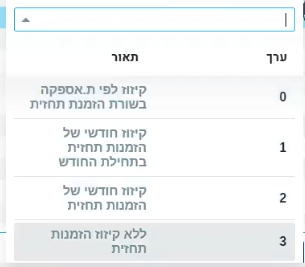 ערך תאור
0 קיזוז לפי ת.אספקה
בשורת הזמנת תחזית
1 קיזוז חודשי של
הזמנות תחזית
בתחילת החודש
2 קיזוז חודשי של
הזמנות תחזית
3 ללא קיזוז הזמנות
תחזית